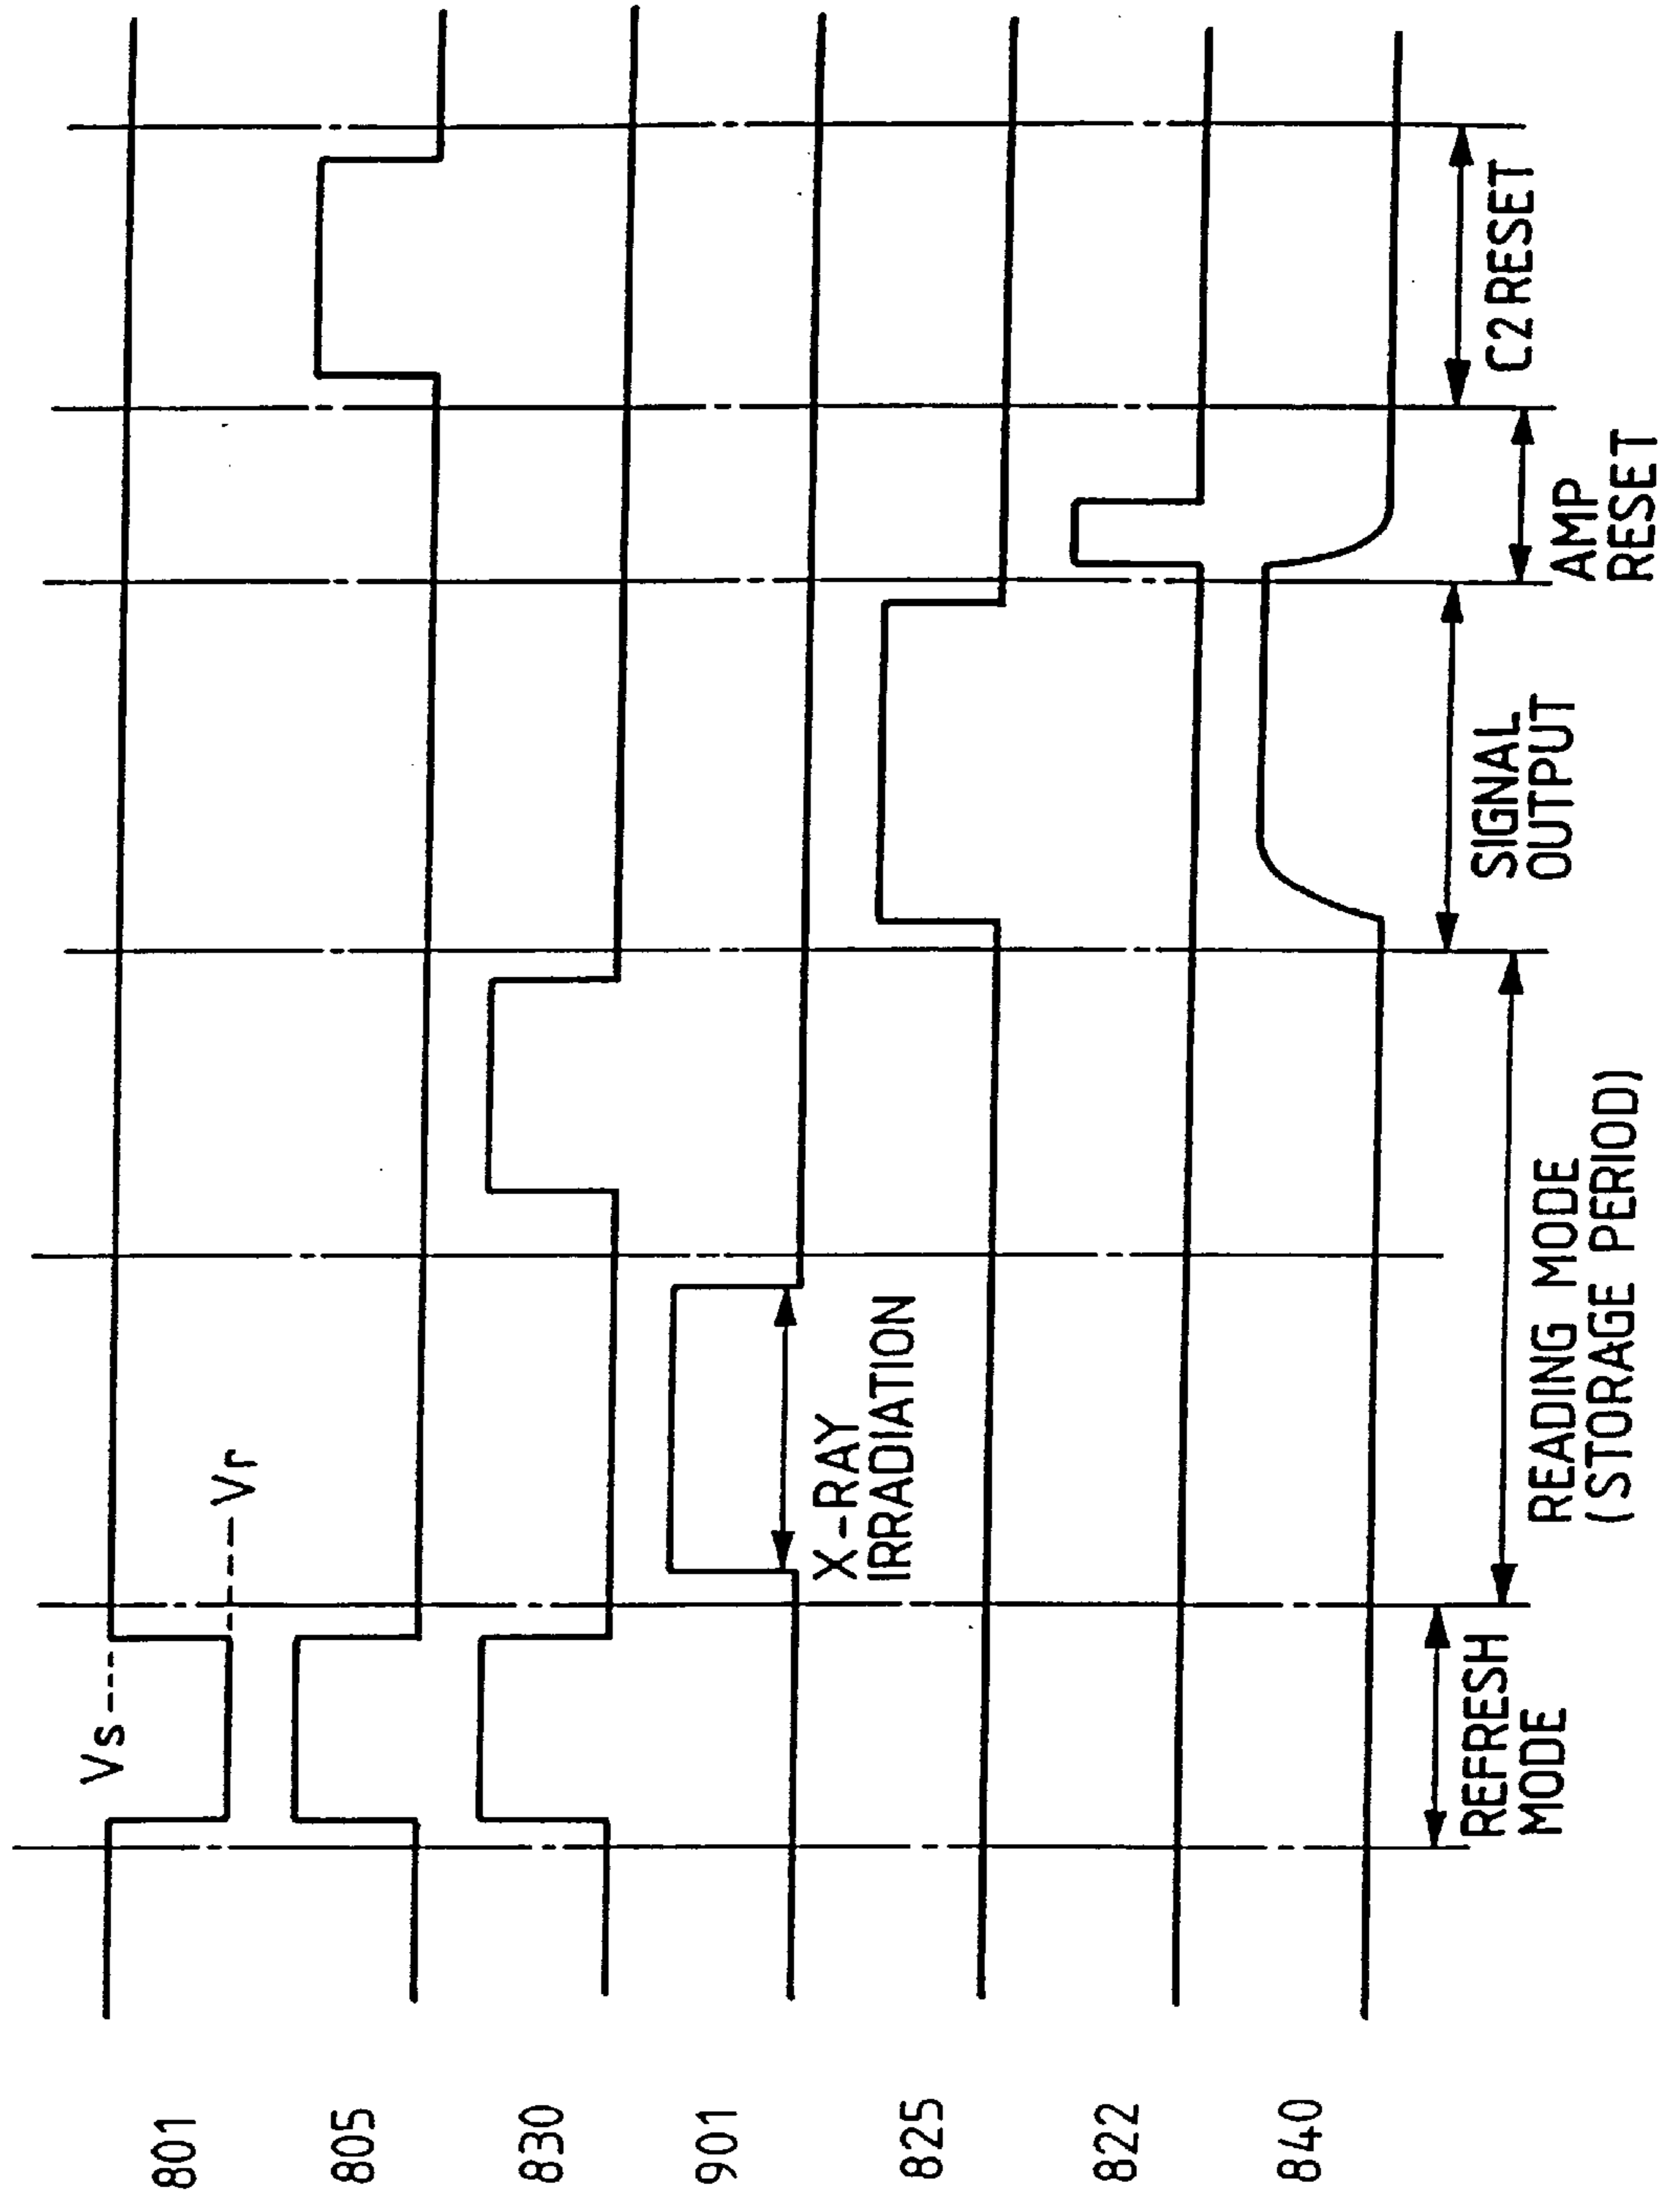 801
805
830
901
825
822
840
Vs
Vr
X-RAY
IRRADIATION
REFRESH
MODE
READING MODE
(STORAGE PERIOD)
SIGNAL
OUTPUT
AMP
RESET
C2 RESET